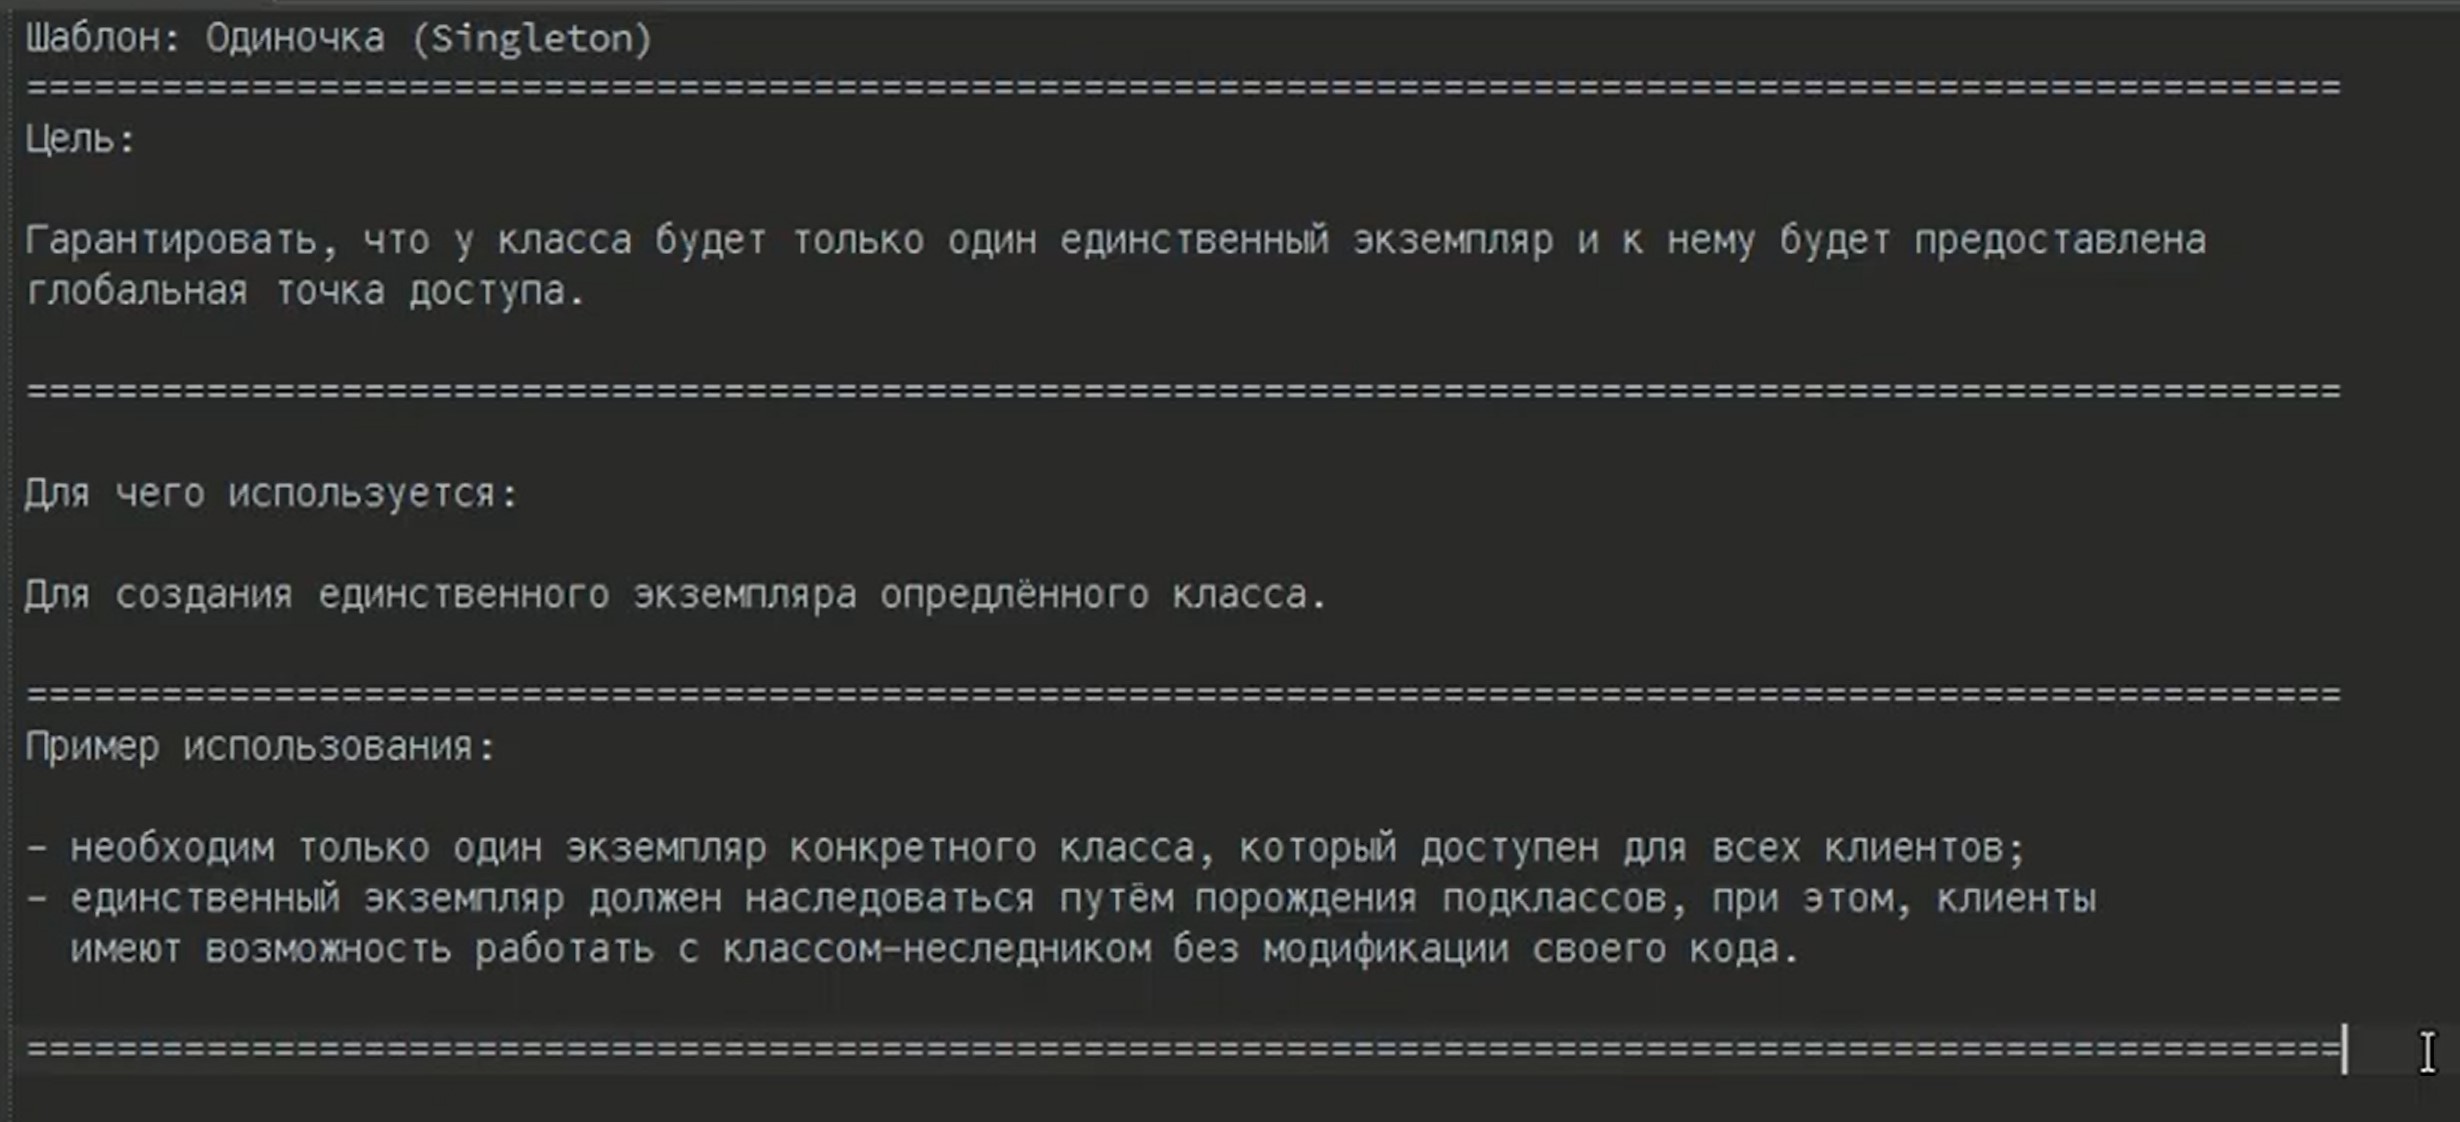 Шаблон: Одиночка (Singleton)
=======================================================================================================
Цель:
Гарантировать, что у класса будет только один единственный экземпляр и к нему будет предоставлена
глобальная точка доступа.
=======================================================================================================
Для чего используется:
Для создания единственного экземпляра опредлённого класса.
=======================================================================================================
Пример использования:
- необходим только один экземпляр конкретного класса, который доступен для всех клиентов;
- единственный экземпляр должен наследоваться путём порождения подклассов, при этом, клиенты
имеют возможность работать с классом-неследником без модификации своего кода.
=======================================================================================================